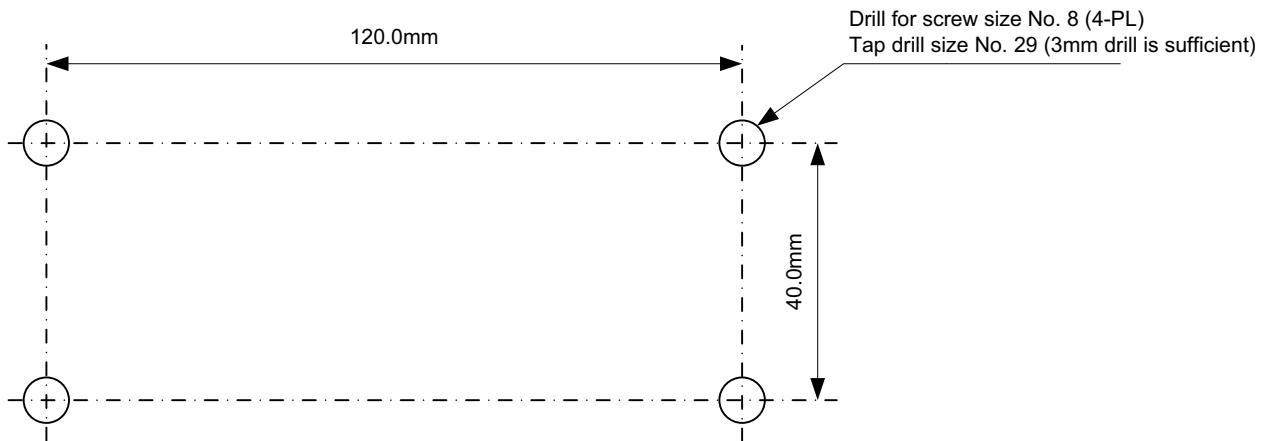 Drill for screw size No. 8 (4-PL)
Tap drill size No. 29 (3mm drill is sufficient)
120.0mm
40.0mm